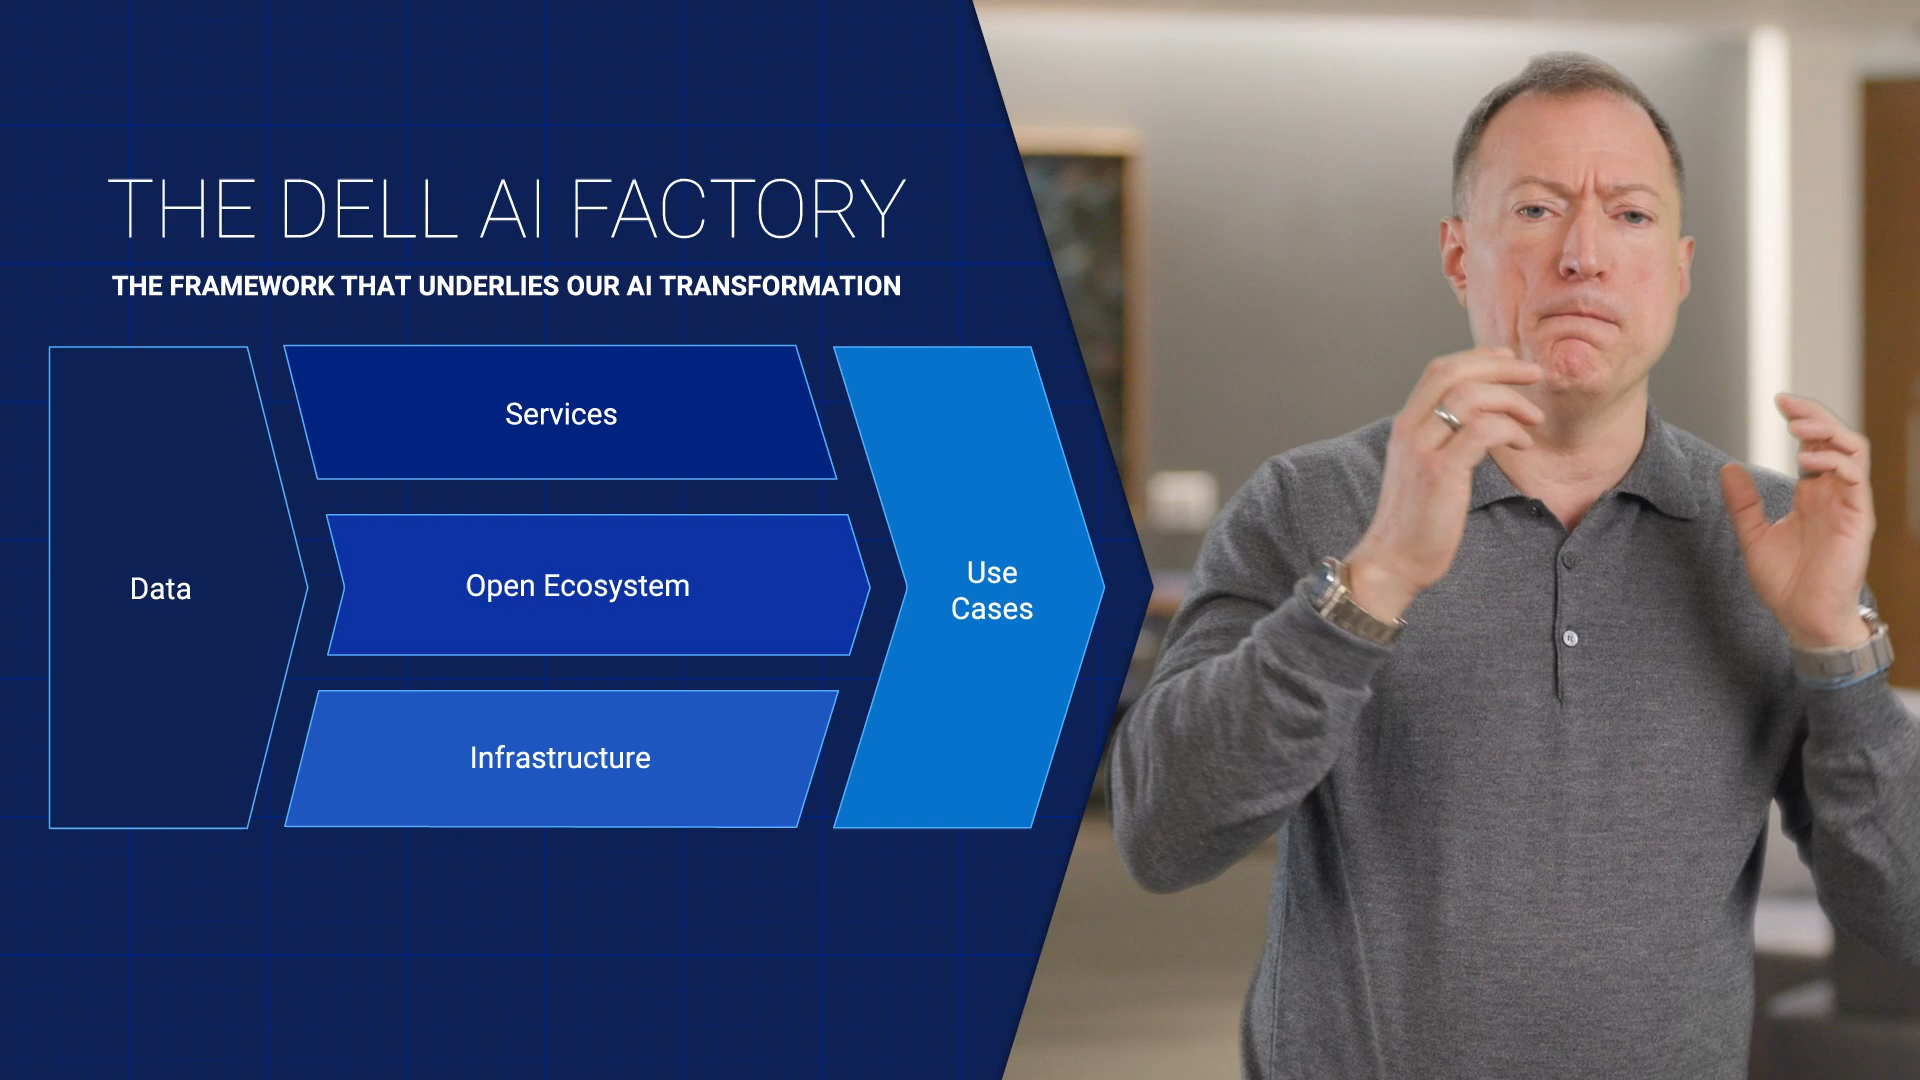 THE DELL AI FACTORY
THE FRAMEWORK THAT UNDERLIES OUR AI TRANSFORMATION
Data
Services
Open Ecosystem
Infrastructure
Use
Cases